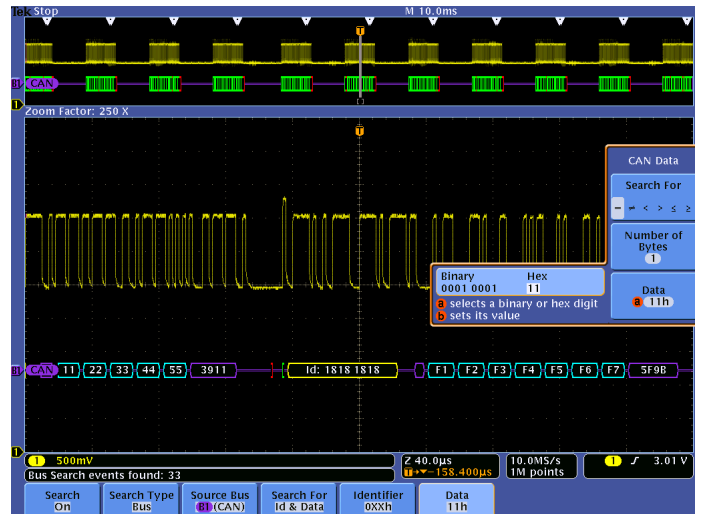 Tek Stop
M 10.0ms
T
B1 CAN
1
Zoom Factor: 250 X
T
CAN Data
Search For
= ≠ < > ≤ ≥
Number of
Bytes
1
Binary Hex
0001 0001 11
a selects a binary or hex digit
b sets its value
Data
a 11h
B1 CAN 11 22 33 44 55 3911 Id: 1818 1818 F1 F2 F3 F4 F5 F6 F7 5F9B
1
1 500mV
Bus Search events found: 33
Z 40.0μs
T→▼-158.400μs
10.0MS/s
1M points
1 ʃ 3.01 V
Search
On
Search Type
Bus
Source Bus
B1 (CAN)
Search For
Id & Data
Identifier
0XXh
Data
11h